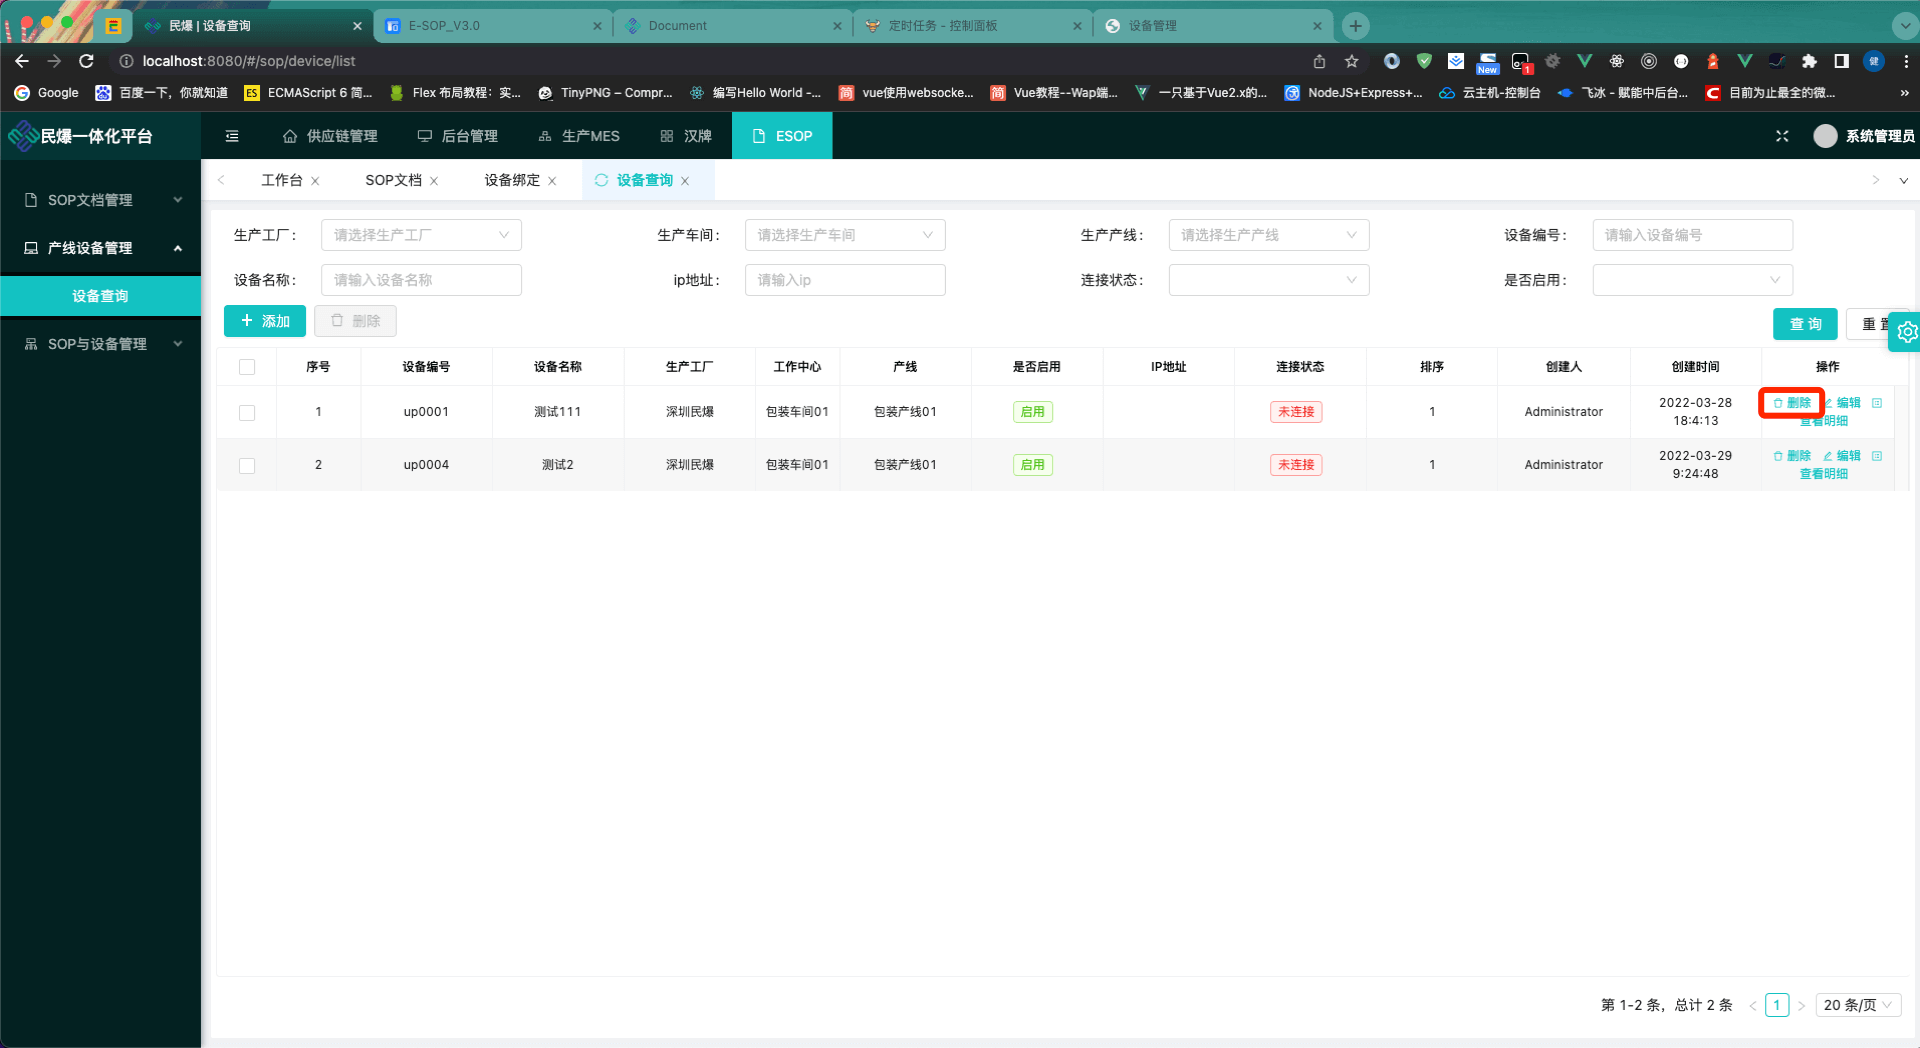 民爆 | 设备查询
E-SOP_V3.0
Document
定时任务 - 控制面板
设备管理
localhost:8080/#/sop/device/list
New
1
健
Google
百度一下，你就知道
ES
ECMAScript 6 简...
Flex 布局教程：实...
TinyPNG – Compr...
编写Hello World -...
简
vue使用websocke...
简
Vue教程--Wap端...
一只基于Vue2.x的...
NodeJS+Express+...
云主机-控制台
飞冰 - 赋能中后台...
C
目前为止最全的微...
»
民爆一体化平台
供应链管理
后台管理
生产MES
汉牌
ESOP
系统管理员
工作台
SOP文档
设备绑定
设备查询
SOP文档管理
产线设备管理
设备查询
SOP与设备管理
生产工厂： 请选择生产工厂
生产车间： 请选择生产车间
生产产线： 请选择生产产线
设备编号： 请输入设备编号
设备名称： 请输入设备名称
ip地址： 请输入ip
连接状态：
是否启用：
添加
删除
查 询
重 置
序号 设备编号 设备名称 生产工厂 工作中心 产线 是否启用 IP地址 连接状态 排序 创建人 创建时间 操作
1 up0001 测试111 深圳民爆 包装车间01 包装产线01 启用 未连接 1 Administrator 2022-03-28 18:4:13 删除 编辑 查看明细
2 up0004 测试2 深圳民爆 包装车间01 包装产线01 启用 未连接 1 Administrator 2022-03-29 9:24:48 删除 编辑 查看明细
第 1-2 条，总计 2 条
1
20 条/页